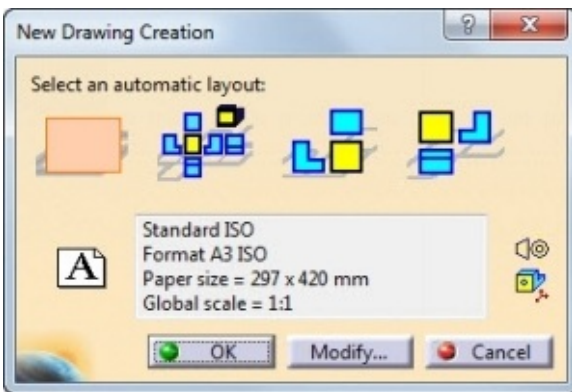 New Drawing Creation
?
Select an automatic layout:
A
Standard ISO
Format A3 ISO
Paper size = 297 x 420 mm
Global scale = 1:1
OK Modify... Cancel